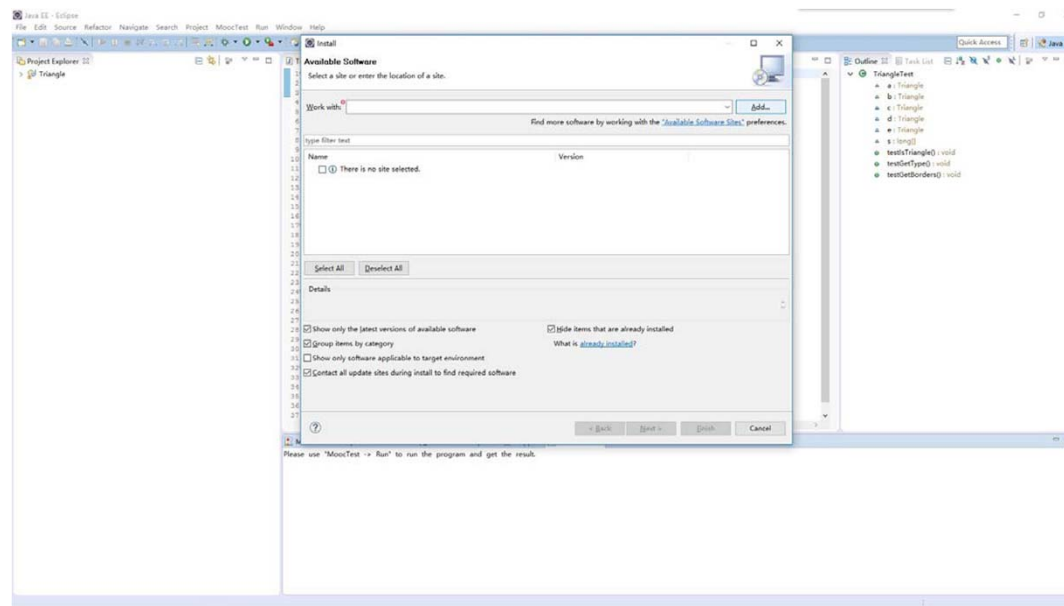 Java EE - Eclipse
File Edit Source Refactor Navigate Search Project MoocTest Run Window Help
Quick Access
Java
Project Explorer
Triangle
Install
Available Software
Select a site or enter the location of a site.
Work with:
Add...
Find more software by working with the "Available Software Sites" preferences.
type filter text
Name Version
There is no site selected.
Select All Deselect All
Details
Show only the latest versions of available software
Hide items that are already installed
Group items by category
What is already installed?
Show only software applicable to target environment
Contact all update sites during install to find required software
< Back Next > Finish Cancel
Outline Task List
TriangleTest
a : Triangle
b : Triangle
c : Triangle
d : Triangle
e : Triangle
s : long[]
testIsTriangle() : void
testGetType() : void
testGetBorders() : void
Please use "MoocTest -> Run" to run the program and get the result.